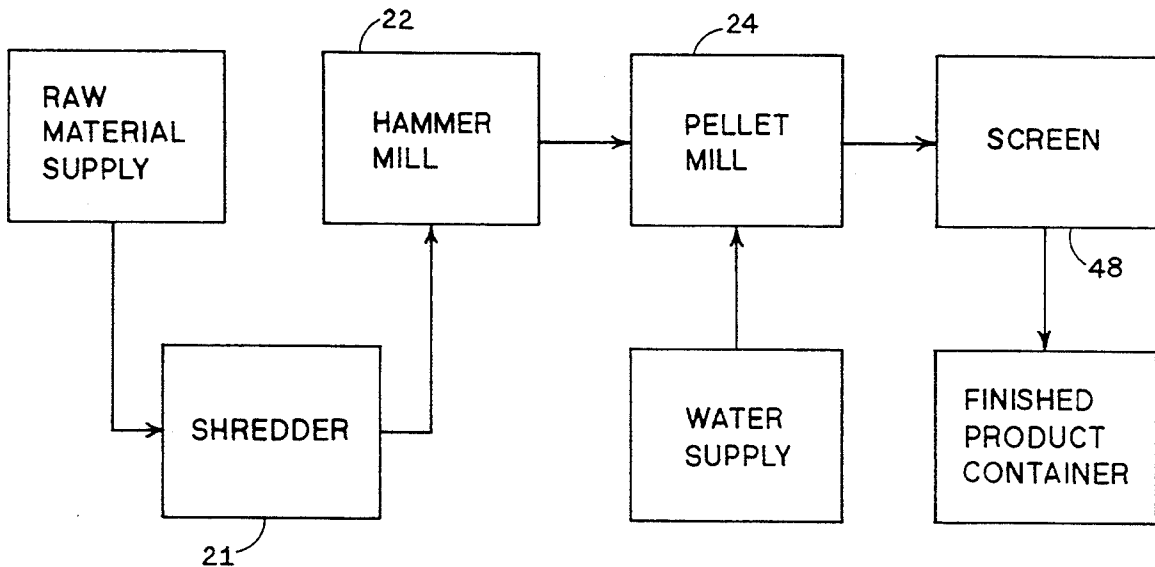 22
24
RAW
MATERIAL
SUPPLY
HAMMER
MILL
PELLET
MILL
SCREEN
48
SHREDDER
21
WATER
SUPPLY
FINISHED
PRODUCT
CONTAINER